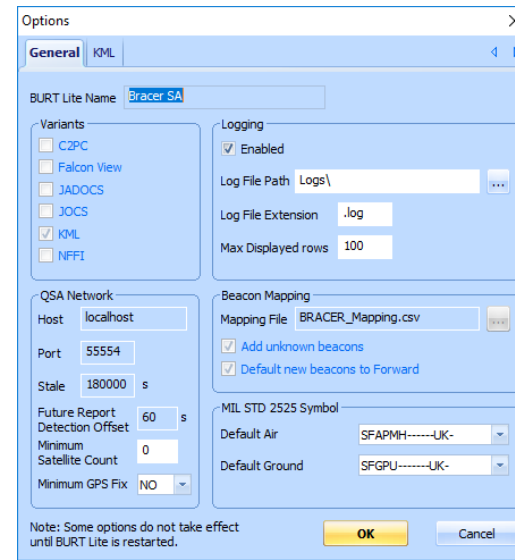 Options
General KML
BURT Lite Name Bracer SA
Variants
C2PC
Falcon View
JADOCS
JOCS
KML
NFFI
Logging
Enabled
Log File Path Logs\
...
Log File Extension .log
Max Displayed rows 100
QSA Network
Host localhost
Port 55554
Stale 180000 s
Future Report
Detection Offset 60 s
Minimum
Satellite Count 0
Minimum GPS Fix NO
Beacon Mapping
Mapping File BRACER_Mapping.csv
...
Add unknown beacons
Default new beacons to Forward
MIL STD 2525 Symbol
Default Air SFAPMH------UK-
Default Ground SFGPU-------UK-
Note: Some options do not take effect
until BURT Lite is restarted.
OK Cancel